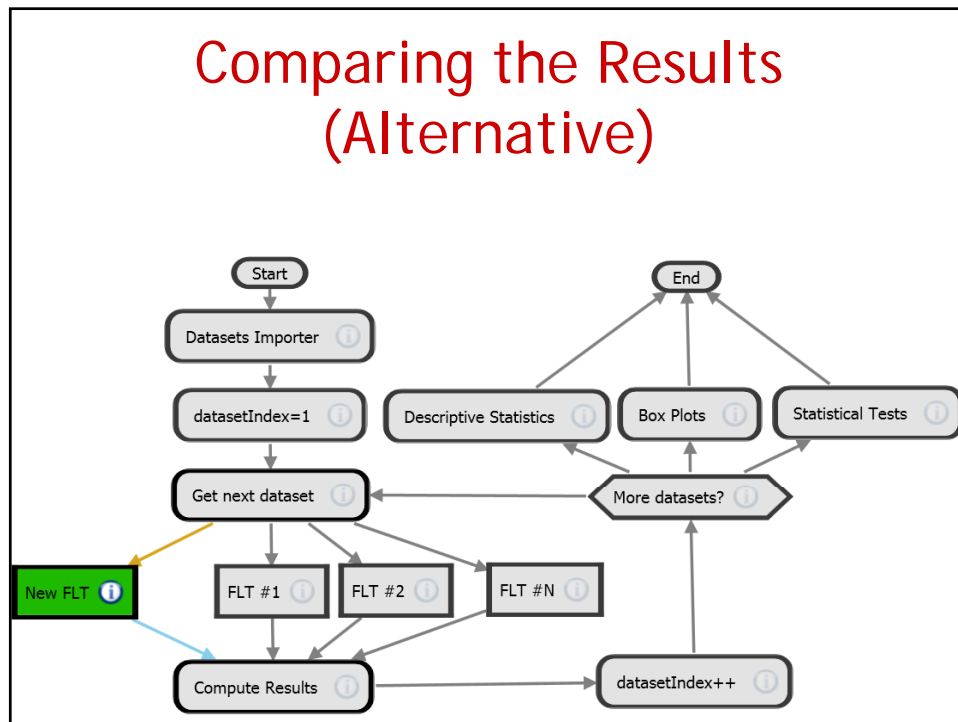 Comparing the Results
(Alternative)
Start
End
Datasets Importer
datasetIndex=1
Descriptive Statistics
Box Plots
Statistical Tests
Get next dataset
More datasets?
New FLT
FLT #1
FLT #2
FLT #N
Compute Results
datasetIndex++